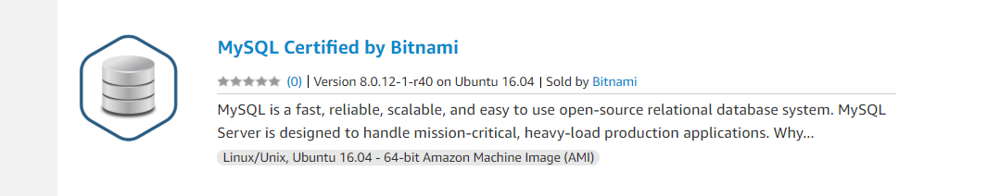 MySQL Certified by Bitnami
(0) | Version 8.0.12-1-r40 on Ubuntu 16.04 | Sold by Bitnami
MySQL is a fast, reliable, scalable, and easy to use open-source relational database system. MySQL
Server is designed to handle mission-critical, heavy-load production applications. Why...
Linux/Unix, Ubuntu 16.04 - 64-bit Amazon Machine Image (AMI)